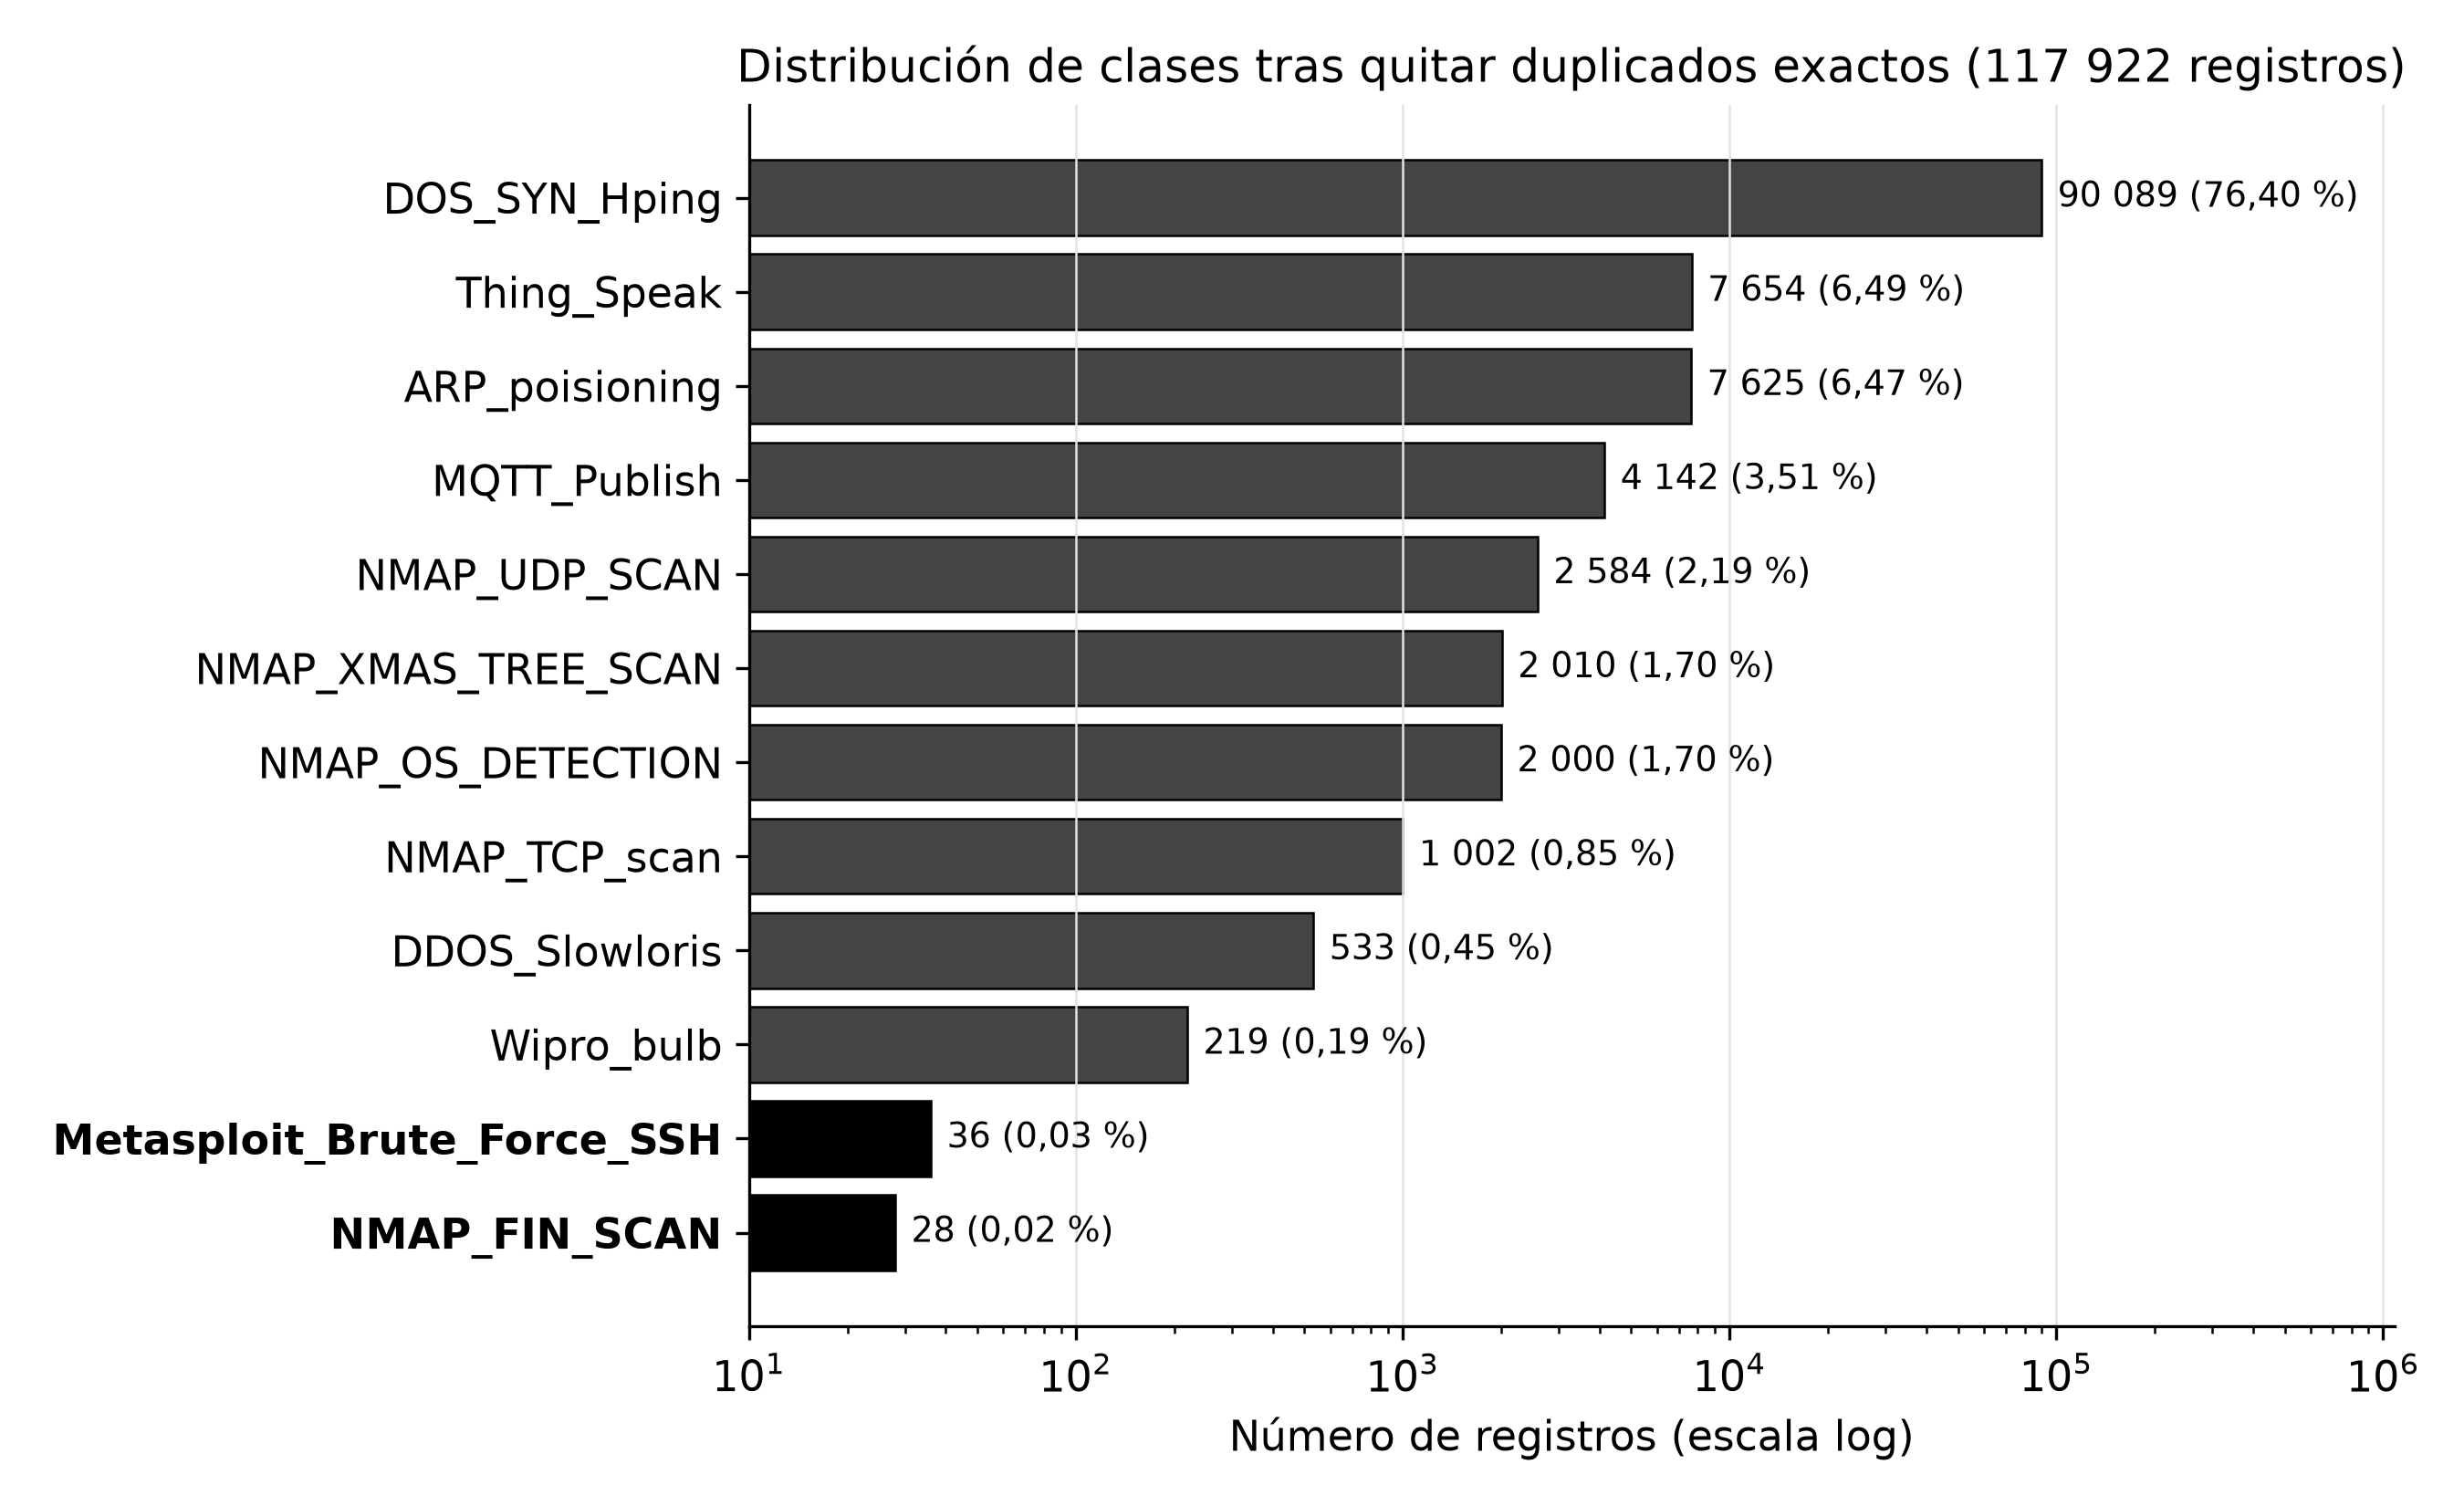 Distribución de clases tras quitar duplicados exactos (117 922 registros)
DOS_SYN_Hping 90 089 (76,40 %)
Thing_Speak 7 654 (6,49 %)
ARP_poisioning 7 625 (6,47 %)
MQTT_Publish 4 142 (3,51 %)
NMAP_UDP_SCAN 2 584 (2,19 %)
NMAP_XMAS_TREE_SCAN 2 010 (1,70 %)
NMAP_OS_DETECTION 2 000 (1,70 %)
NMAP_TCP_scan 1 002 (0,85 %)
DDOS_Slowloris 533 (0,45 %)
Wipro_bulb 219 (0,19 %)
Metasploit_Brute_Force_SSH 36 (0,03 %)
NMAP_FIN_SCAN 28 (0,02 %)
10¹ 10² 10³ 10⁴ 10⁵ 10⁶
Número de registros (escala log)